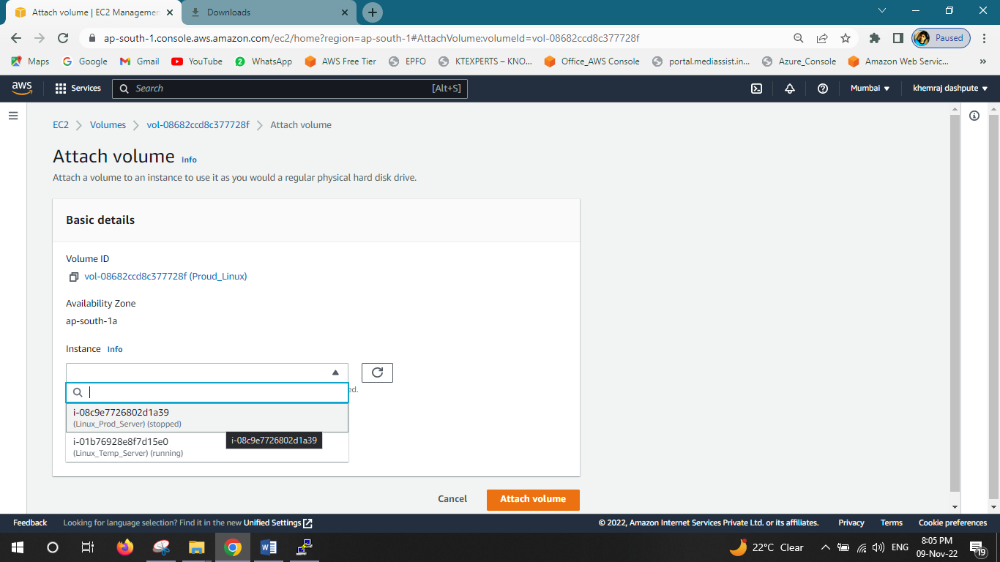 Attach volume | EC2 Managemen
Downloads
ap-south-1.console.aws.amazon.com/ec2/home?region=ap-south-1#AttachVolume:volumeId=vol-08682ccd8c377728f
Paused
Maps
Google
Gmail
YouTube
2
WhatsApp
AWS Free Tier
EPFO
KTEXPERTS – KNO...
Office_AWS Console
portal.mediassist.in...
Azure_Console
Amazon Web Servic...
»
aws
Services
Search
[Alt+S]
Mumbai
khemraj dashpute
EC2
Volumes
vol-08682ccd8c377728f
Attach volume
Attach volume Info
Attach a volume to an instance to use it as you would a regular physical hard disk drive.
Basic details
Volume ID
vol-08682ccd8c377728f (Proud_Linux)
Availability Zone
ap-south-1a
Instance Info
ed.
i-08c9e7726802d1a39
(Linux_Prod_Server) (stopped)
i-08c9e7726802d1a39
i-01b76928e8f7d15e0
(Linux_Temp_Server) (running)
Cancel
Attach volume
Feedback
Looking for language selection? Find it in the new Unified Settings
© 2022, Amazon Internet Services Private Ltd. or its affiliates.
Privacy
Terms
Cookie preferences
22°C Clear
ENG
8:05 PM
09-Nov-22
19